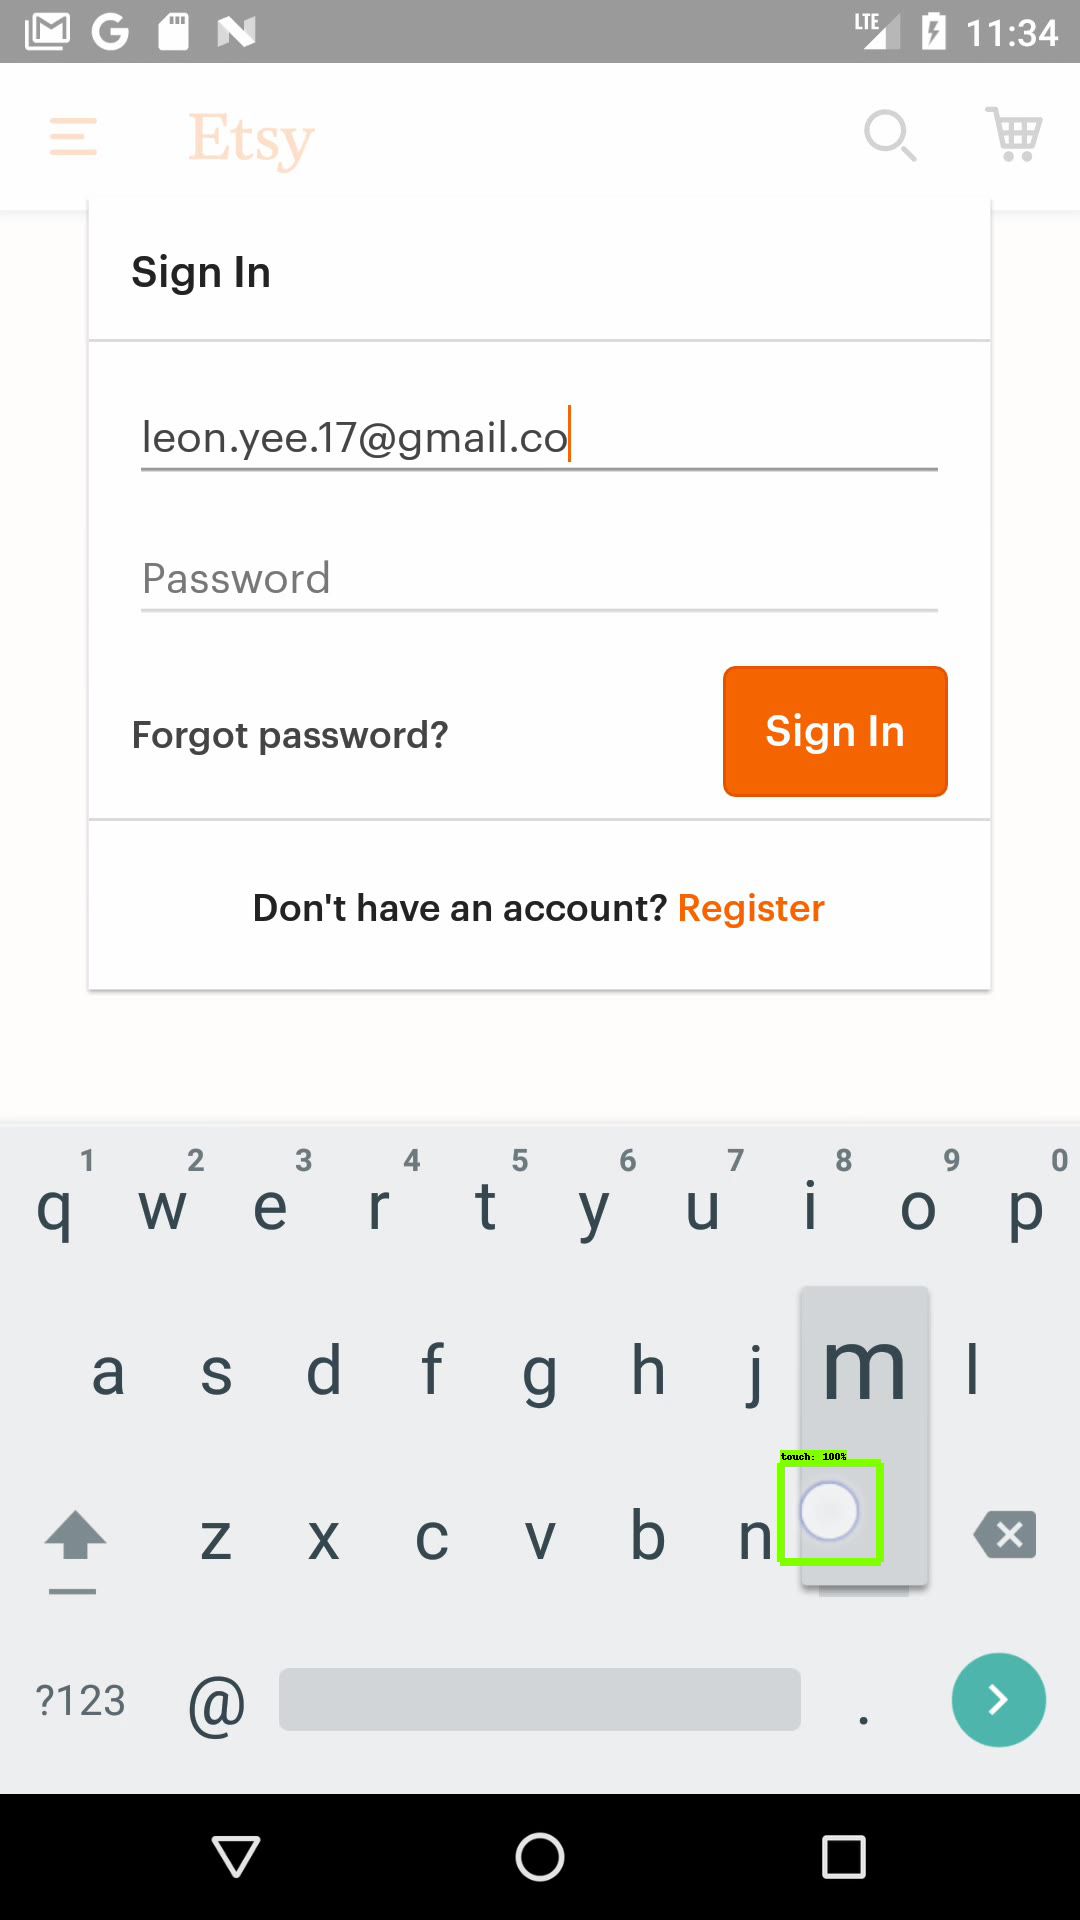 LTE 11:34
Etsy
Sign In
leon.yee.17@gmail.co
Password
Forgot password? Sign In
Don't have an account? Register
1 2 3 4 5 6 7 8 9 0
q w e r t y u i o p
a s d f g h j m l
touch: 100%
z x c v b n
?123 @ .